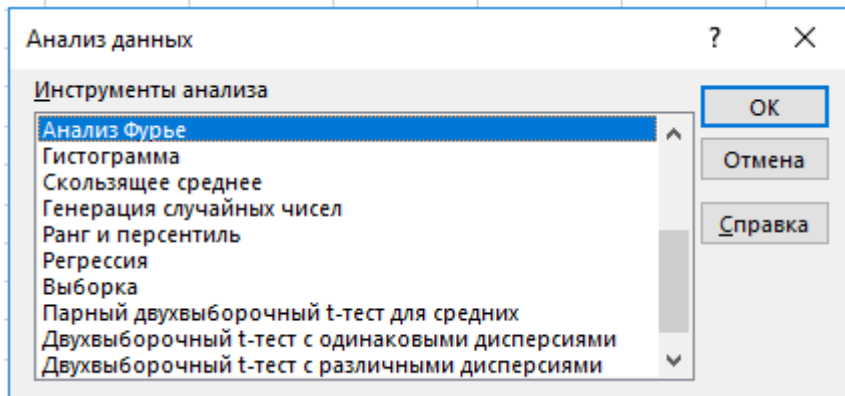 Анализ данных ? ×
Инструменты анализа
Анализ Фурье
Гистограмма
Скользящее среднее
Генерация случайных чисел
Ранг и персентиль
Регрессия
Выборка
Парный двухвыборочный t-тест для средних
Двухвыборочный t-тест с одинаковыми дисперсиями
Двухвыборочный t-тест с различными дисперсиями
ОК
Отмена
Справка